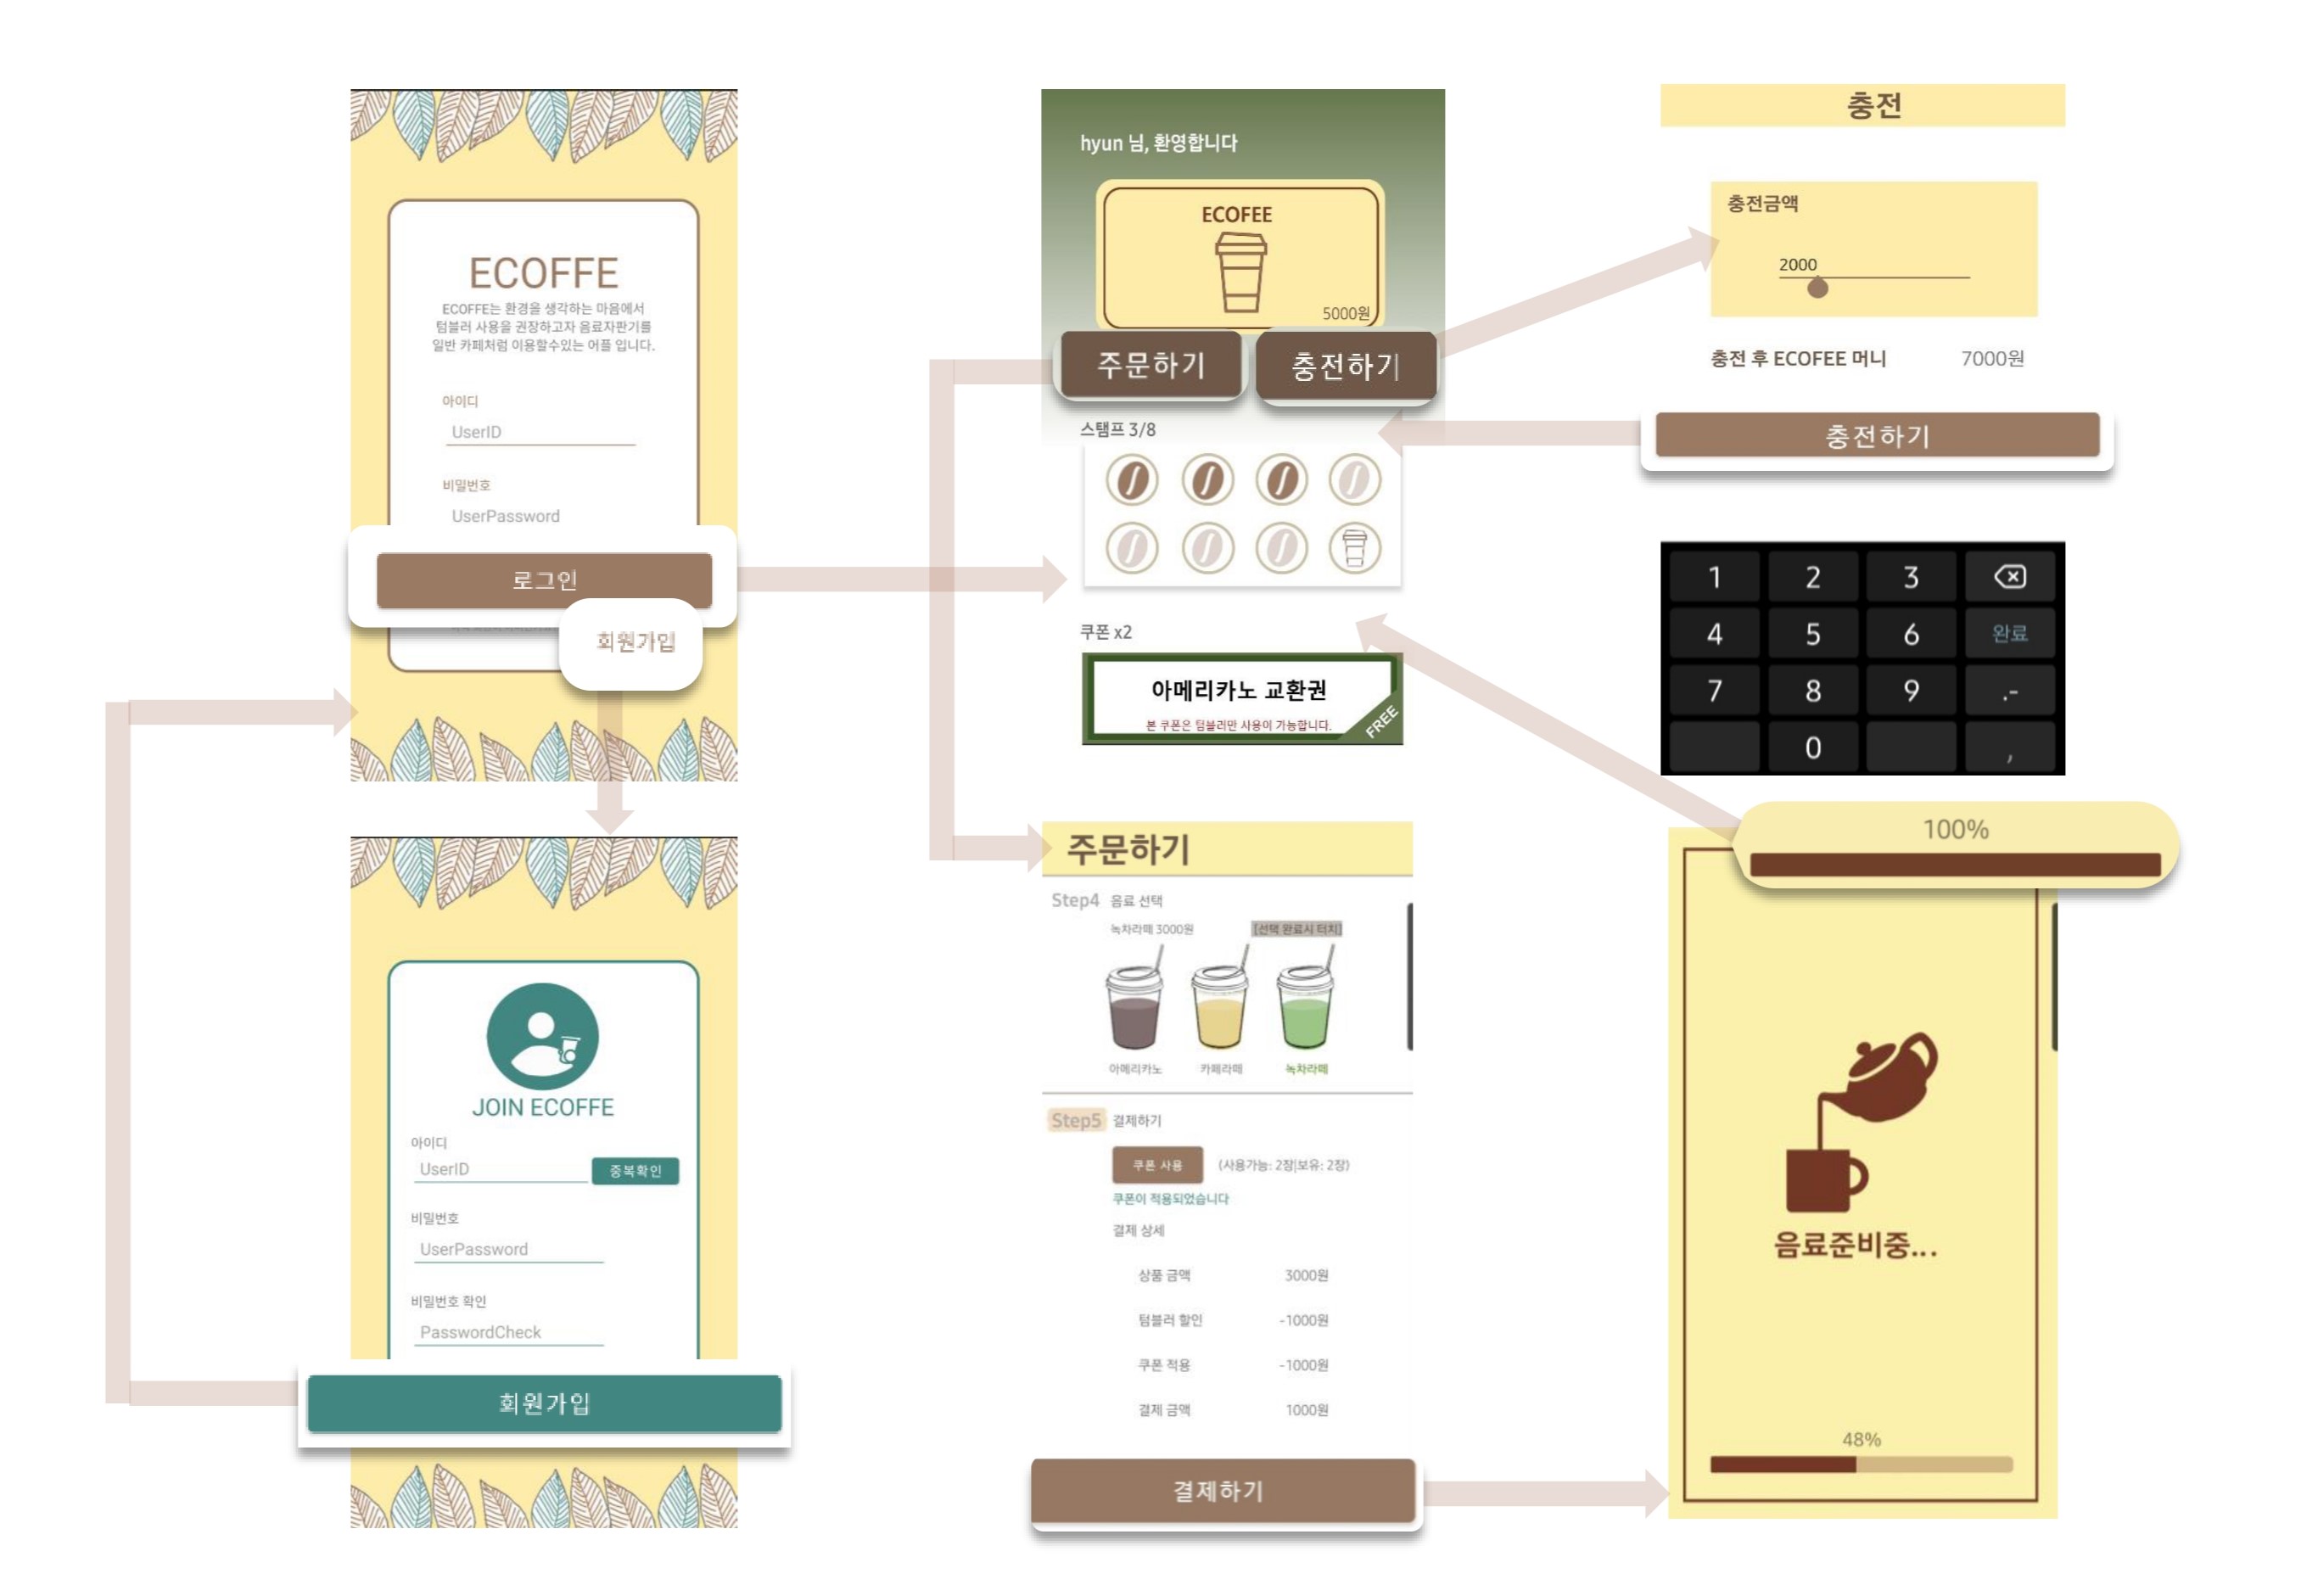 ECOFFE
ECOFFE는 환경을 생각하는 마음에서
텀블러 사용을 권장하고자 음료자판기를
일반 카페처럼 이용할수있는 어플 입니다.
아이디
UserID
비밀번호
UserPassword
로그인
회원가입
JOIN ECOFFE
아이디
UserID
중복확인
비밀번호
UserPassword
비밀번호 확인
PasswordCheck
회원가입
hyun 님, 환영합니다
ECOFEE
5000원
주문하기
충전하기
스탬프 3/8
쿠폰 x2
아메리카노 교환권
본 쿠폰은 텀블러만 사용이 가능합니다.
FREE
주문하기
Step4 음료 선택
녹차라떼 3000원 [선택 완료시 터치]
아메리카노 카페라떼 녹차라떼
Step5 결제하기
쿠폰 사용 (사용가능: 2장|보유: 2장)
쿠폰이 적용되었습니다
결제 상세
상품 금액 3000원
텀블러 할인 -1000원
쿠폰 적용 -1000원
결제 금액 1000원
결제하기
충전
충전금액
2000
충전 후 ECOFEE 머니 7000원
충전하기
1 2 3
4 5 6 완료
7 8 9 .-
0 ,
100%
음료준비중...
48%